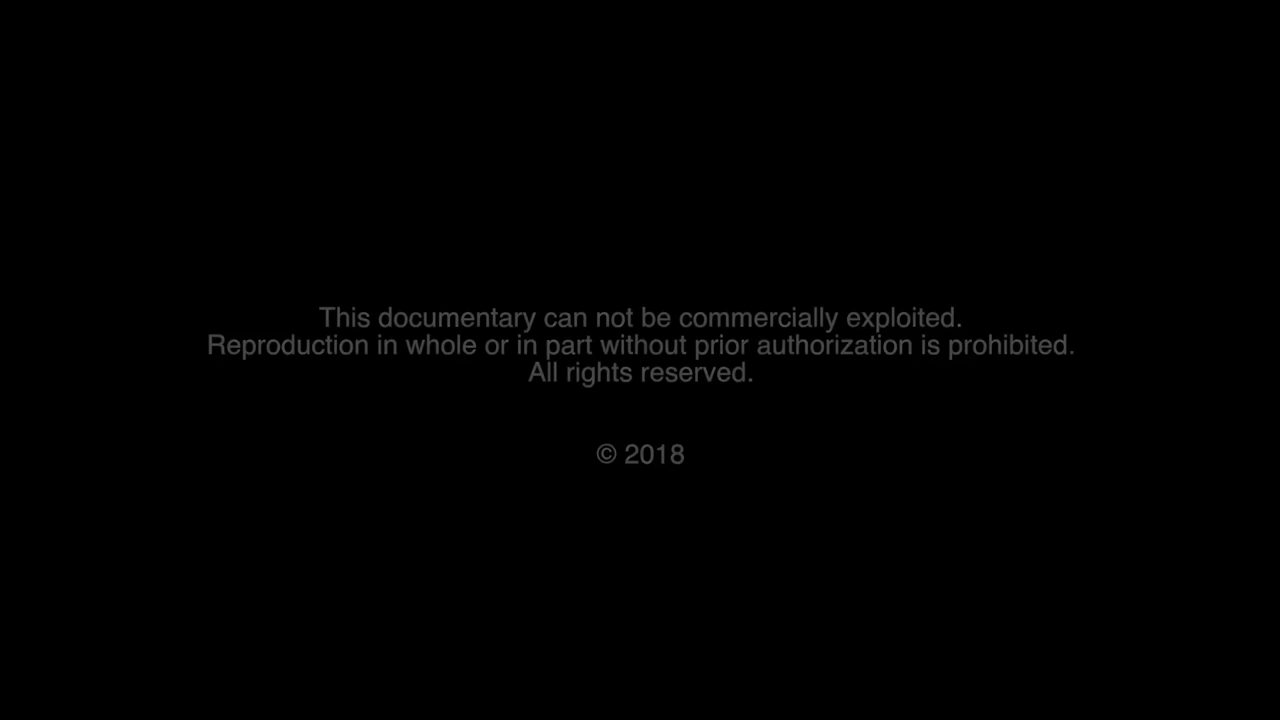 This documentary can not be commercially exploited.
Reproduction in whole or in part without prior authorization is prohibited.
All rights reserved.
© 2018